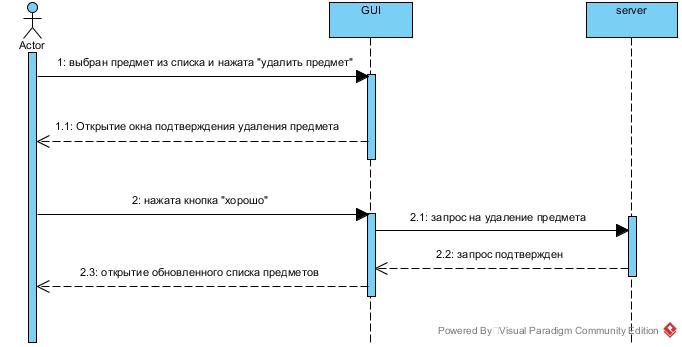 GUI
server
Actor
1: выбран предмет из списка и нажата "удалить предмет"
1.1: Открытие окна подтверждения удаления предмета
2: нажата кнопка "хорошо"
2.1: запрос на удаление предмета
2.2: запрос подтвержден
2.3: открытие обновленного списка предметов
Powered By Visual Paradigm Community Edition